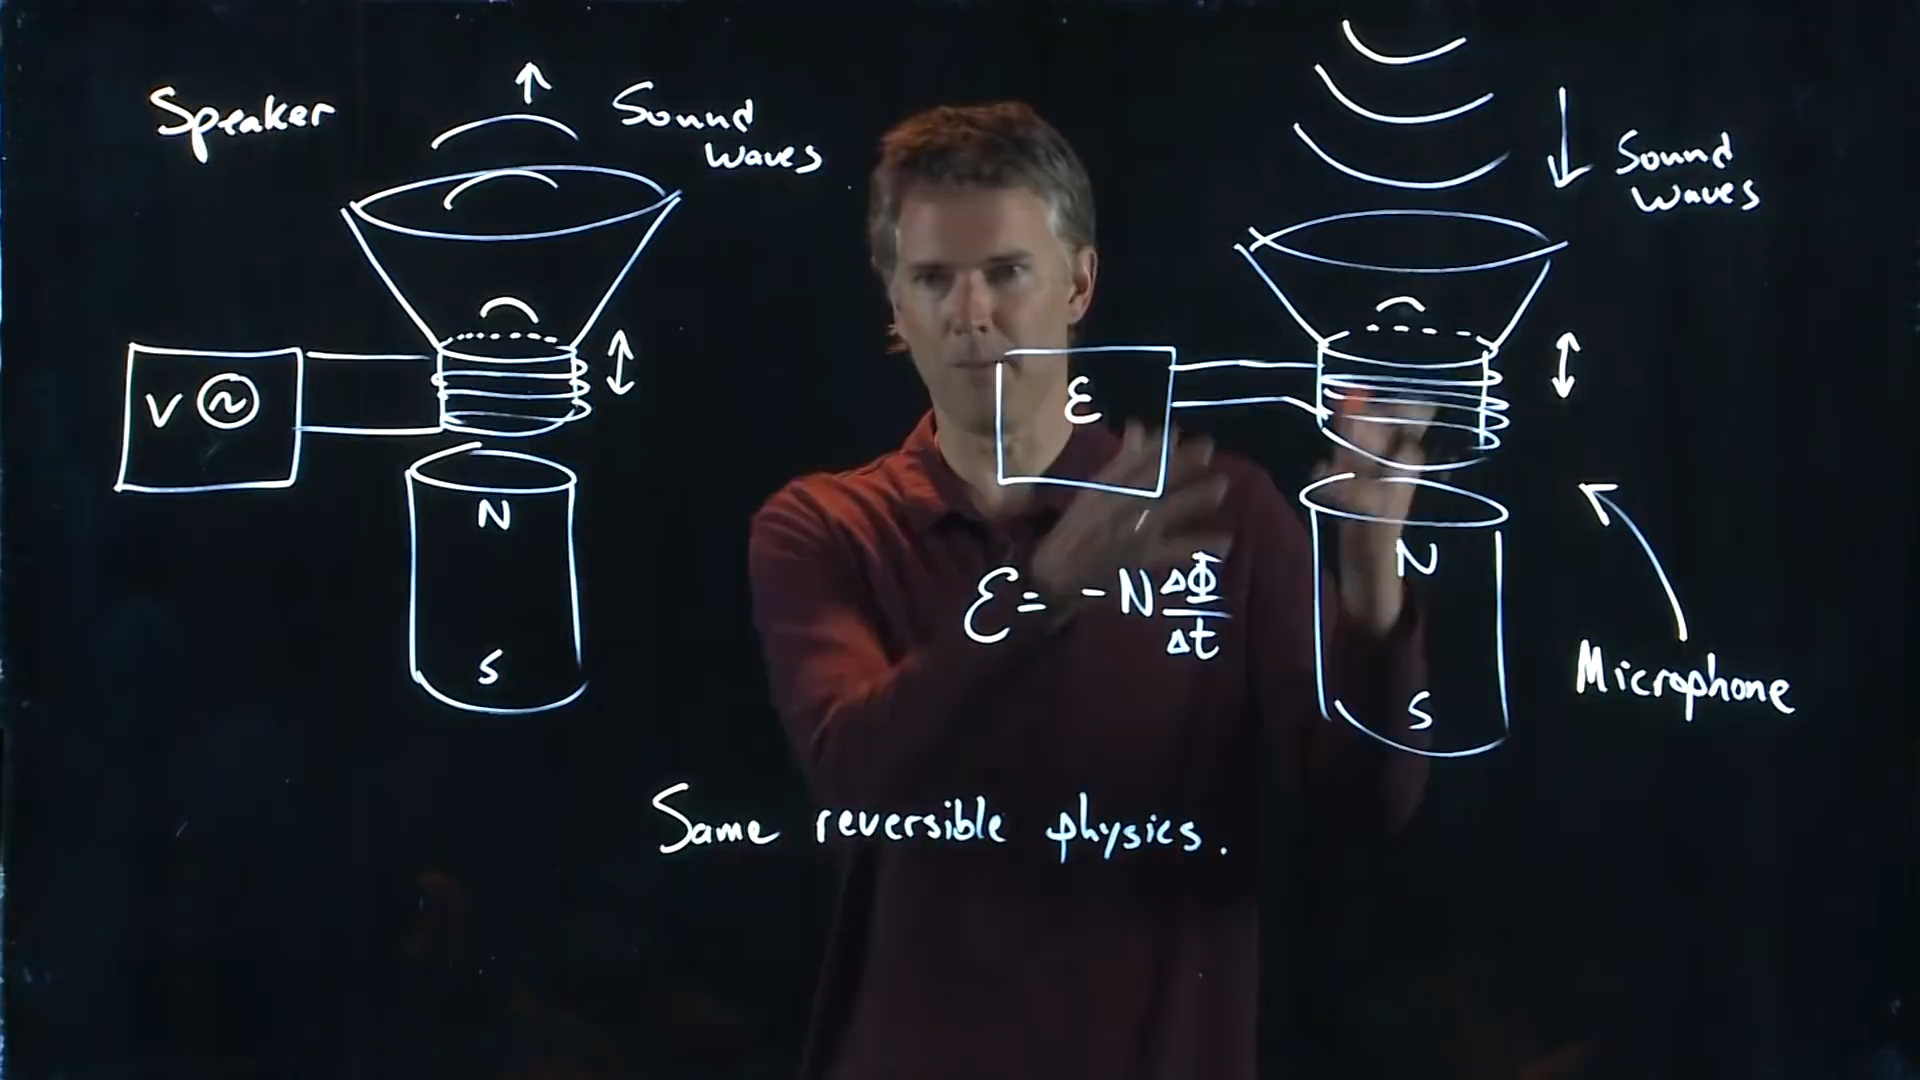 Speaker
Sound
waves
V
N
S
Sound
waves
ε
ε = -N ΔΦ/Δt
N
S
Microphone
Same reversible physics.